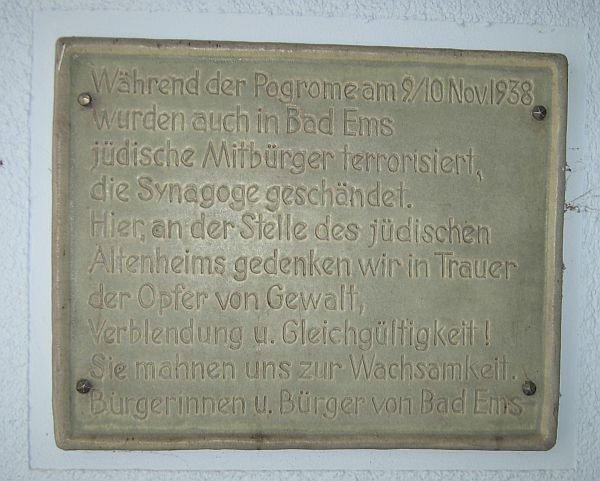 Während der Pogrome am 9./10 Nov. 1938
wurden auch in Bad Ems
jüdische Mitbürger terrorisiert,
die Synagoge geschändet.
Hier, an der Stelle des jüdischen
Altenheims gedenken wir in Trauer
der Opfer von Gewalt,
Verblendung u. Gleichgültigkeit!
Sie mahnen uns zur Wachsamkeit.
Bürgerinnen u. Bürger von Bad Ems